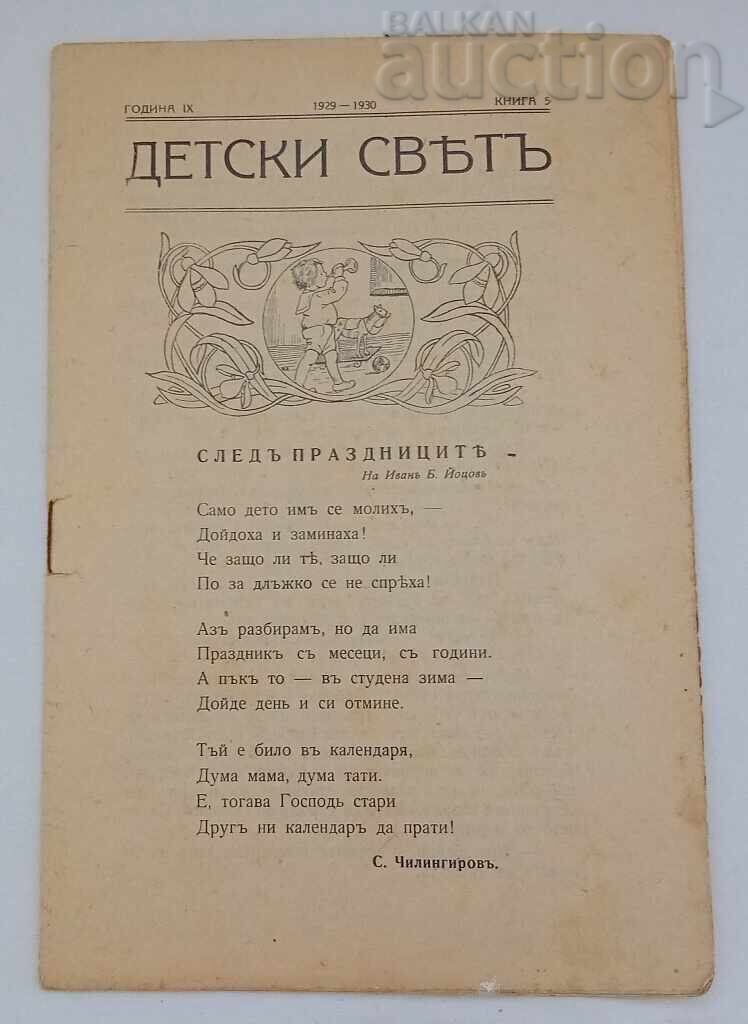 BALKAN
auction
ГОДИНА IX 1929 — 1930 КНИГА 5
ДЕТСКИ СВѢТЪ
СЛЕДЪ ПРАЗДНИЦИТѢ
На Иванъ Б. Йоцовъ
Само дето имъ се молихъ, —
Дойдоха и заминаха!
Че защо ли тѣ, защо ли
По за длъжко се не спрѣха!
Азъ разбирамъ, но да има
Праздникъ съ месеци, съ години.
А пъкъ то — въ студена зима —
Дойде день и си отмине.
Тъй е било въ календаря,
Дума мама, дума тати.
Е, тогава Господь стари
Другъ ни календаръ да прати!
С. Чилингировъ.